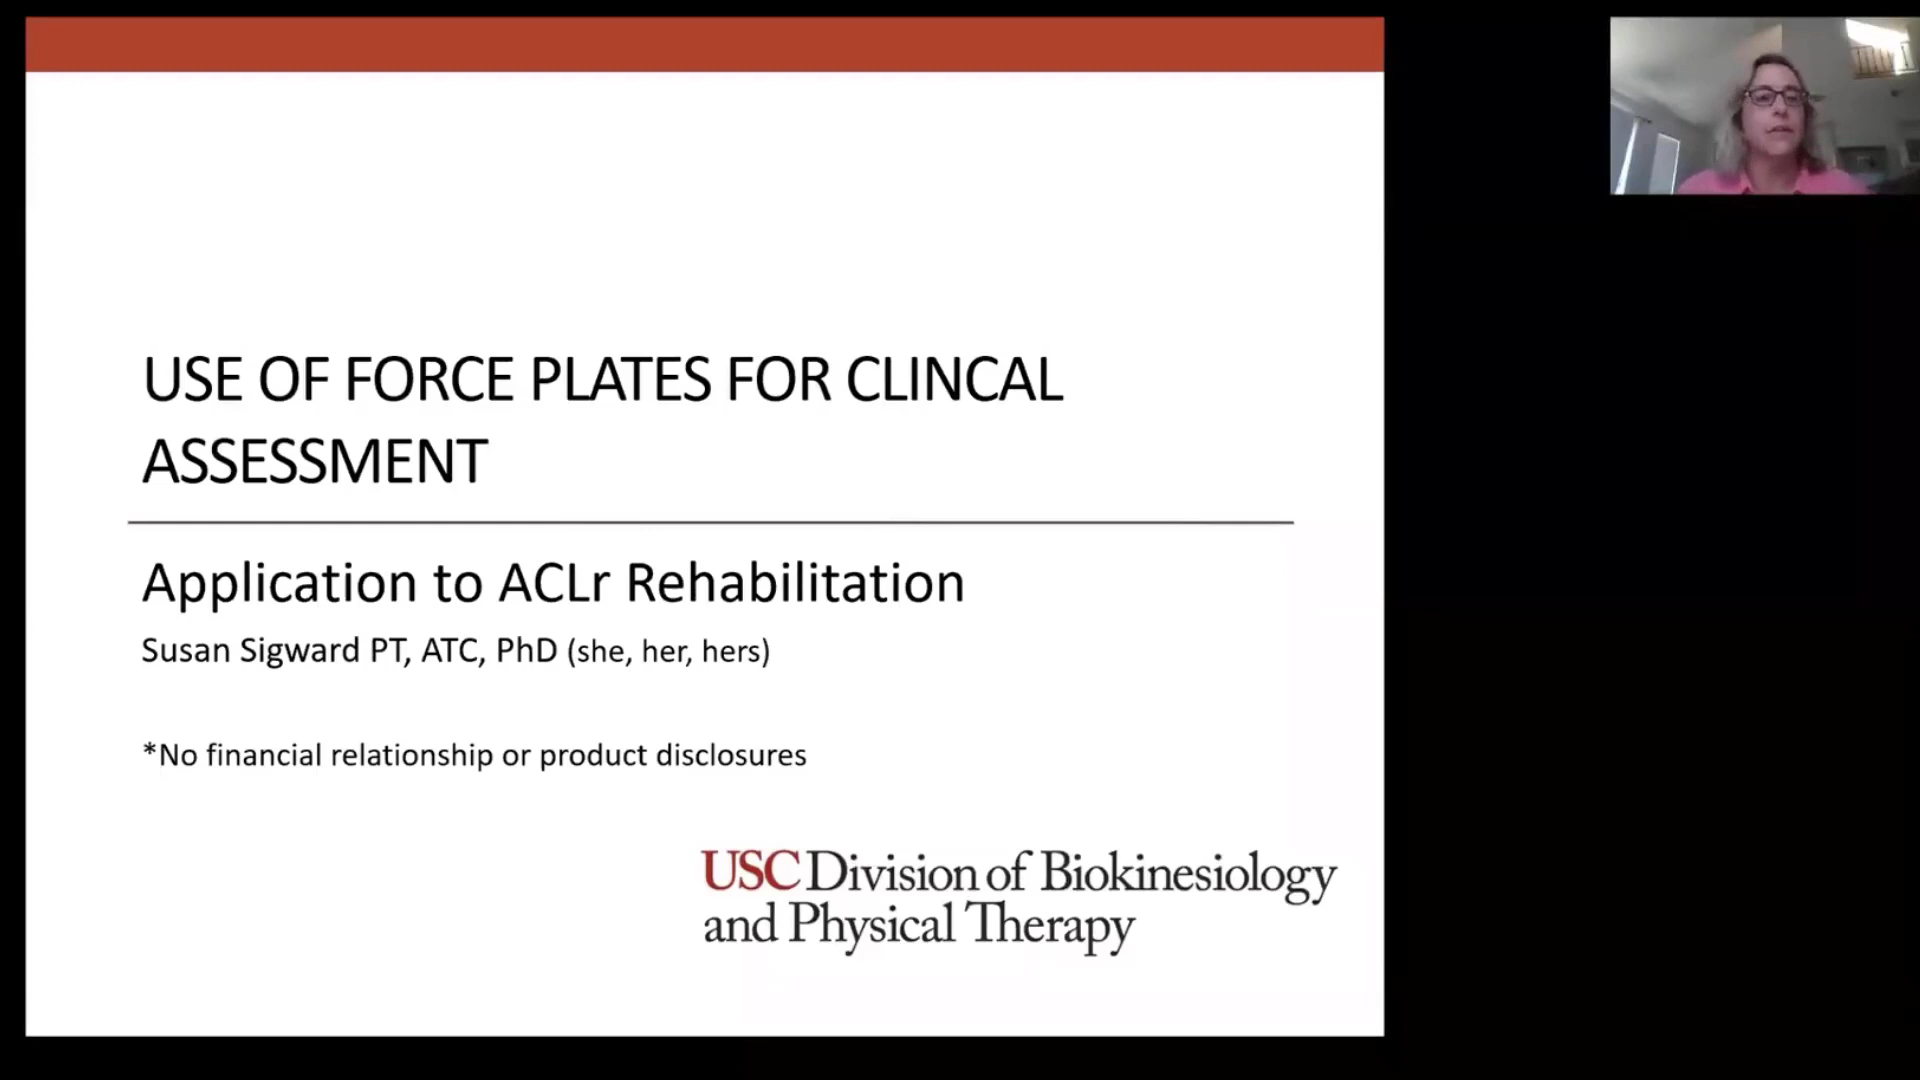 USE OF FORCE PLATES FOR CLINCAL
ASSESSMENT
Application to ACLr Rehabilitation
Susan Sigward PT, ATC, PhD (she, her, hers)
*No financial relationship or product disclosures
USC Division of Biokinesiology
and Physical Therapy